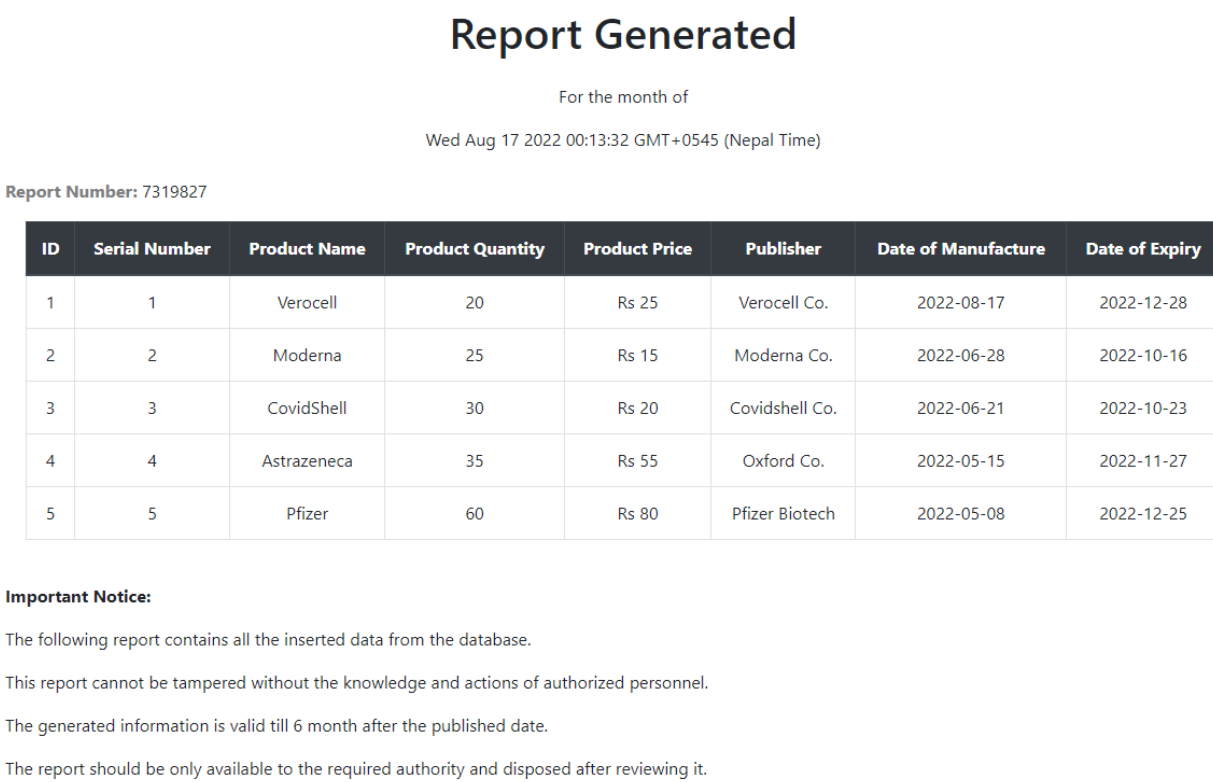 Report Generated
For the month of
Wed Aug 17 2022 00:13:32 GMT+0545 (Nepal Time)
Report Number: 7319827
ID Serial Number Product Name Product Quantity Product Price Publisher Date of Manufacture Date of Expiry
1 1 Verocell 20 Rs 25 Verocell Co. 2022-08-17 2022-12-28
2 2 Moderna 25 Rs 15 Moderna Co. 2022-06-28 2022-10-16
3 3 CovidShell 30 Rs 20 Covidshell Co. 2022-06-21 2022-10-23
4 4 Astrazeneca 35 Rs 55 Oxford Co. 2022-05-15 2022-11-27
5 5 Pfizer 60 Rs 80 Pfizer Biotech 2022-05-08 2022-12-25
Important Notice:
The following report contains all the inserted data from the database.
This report cannot be tampered without the knowledge and actions of authorized personnel.
The generated information is valid till 6 month after the published date.
The report should be only available to the required authority and disposed after reviewing it.